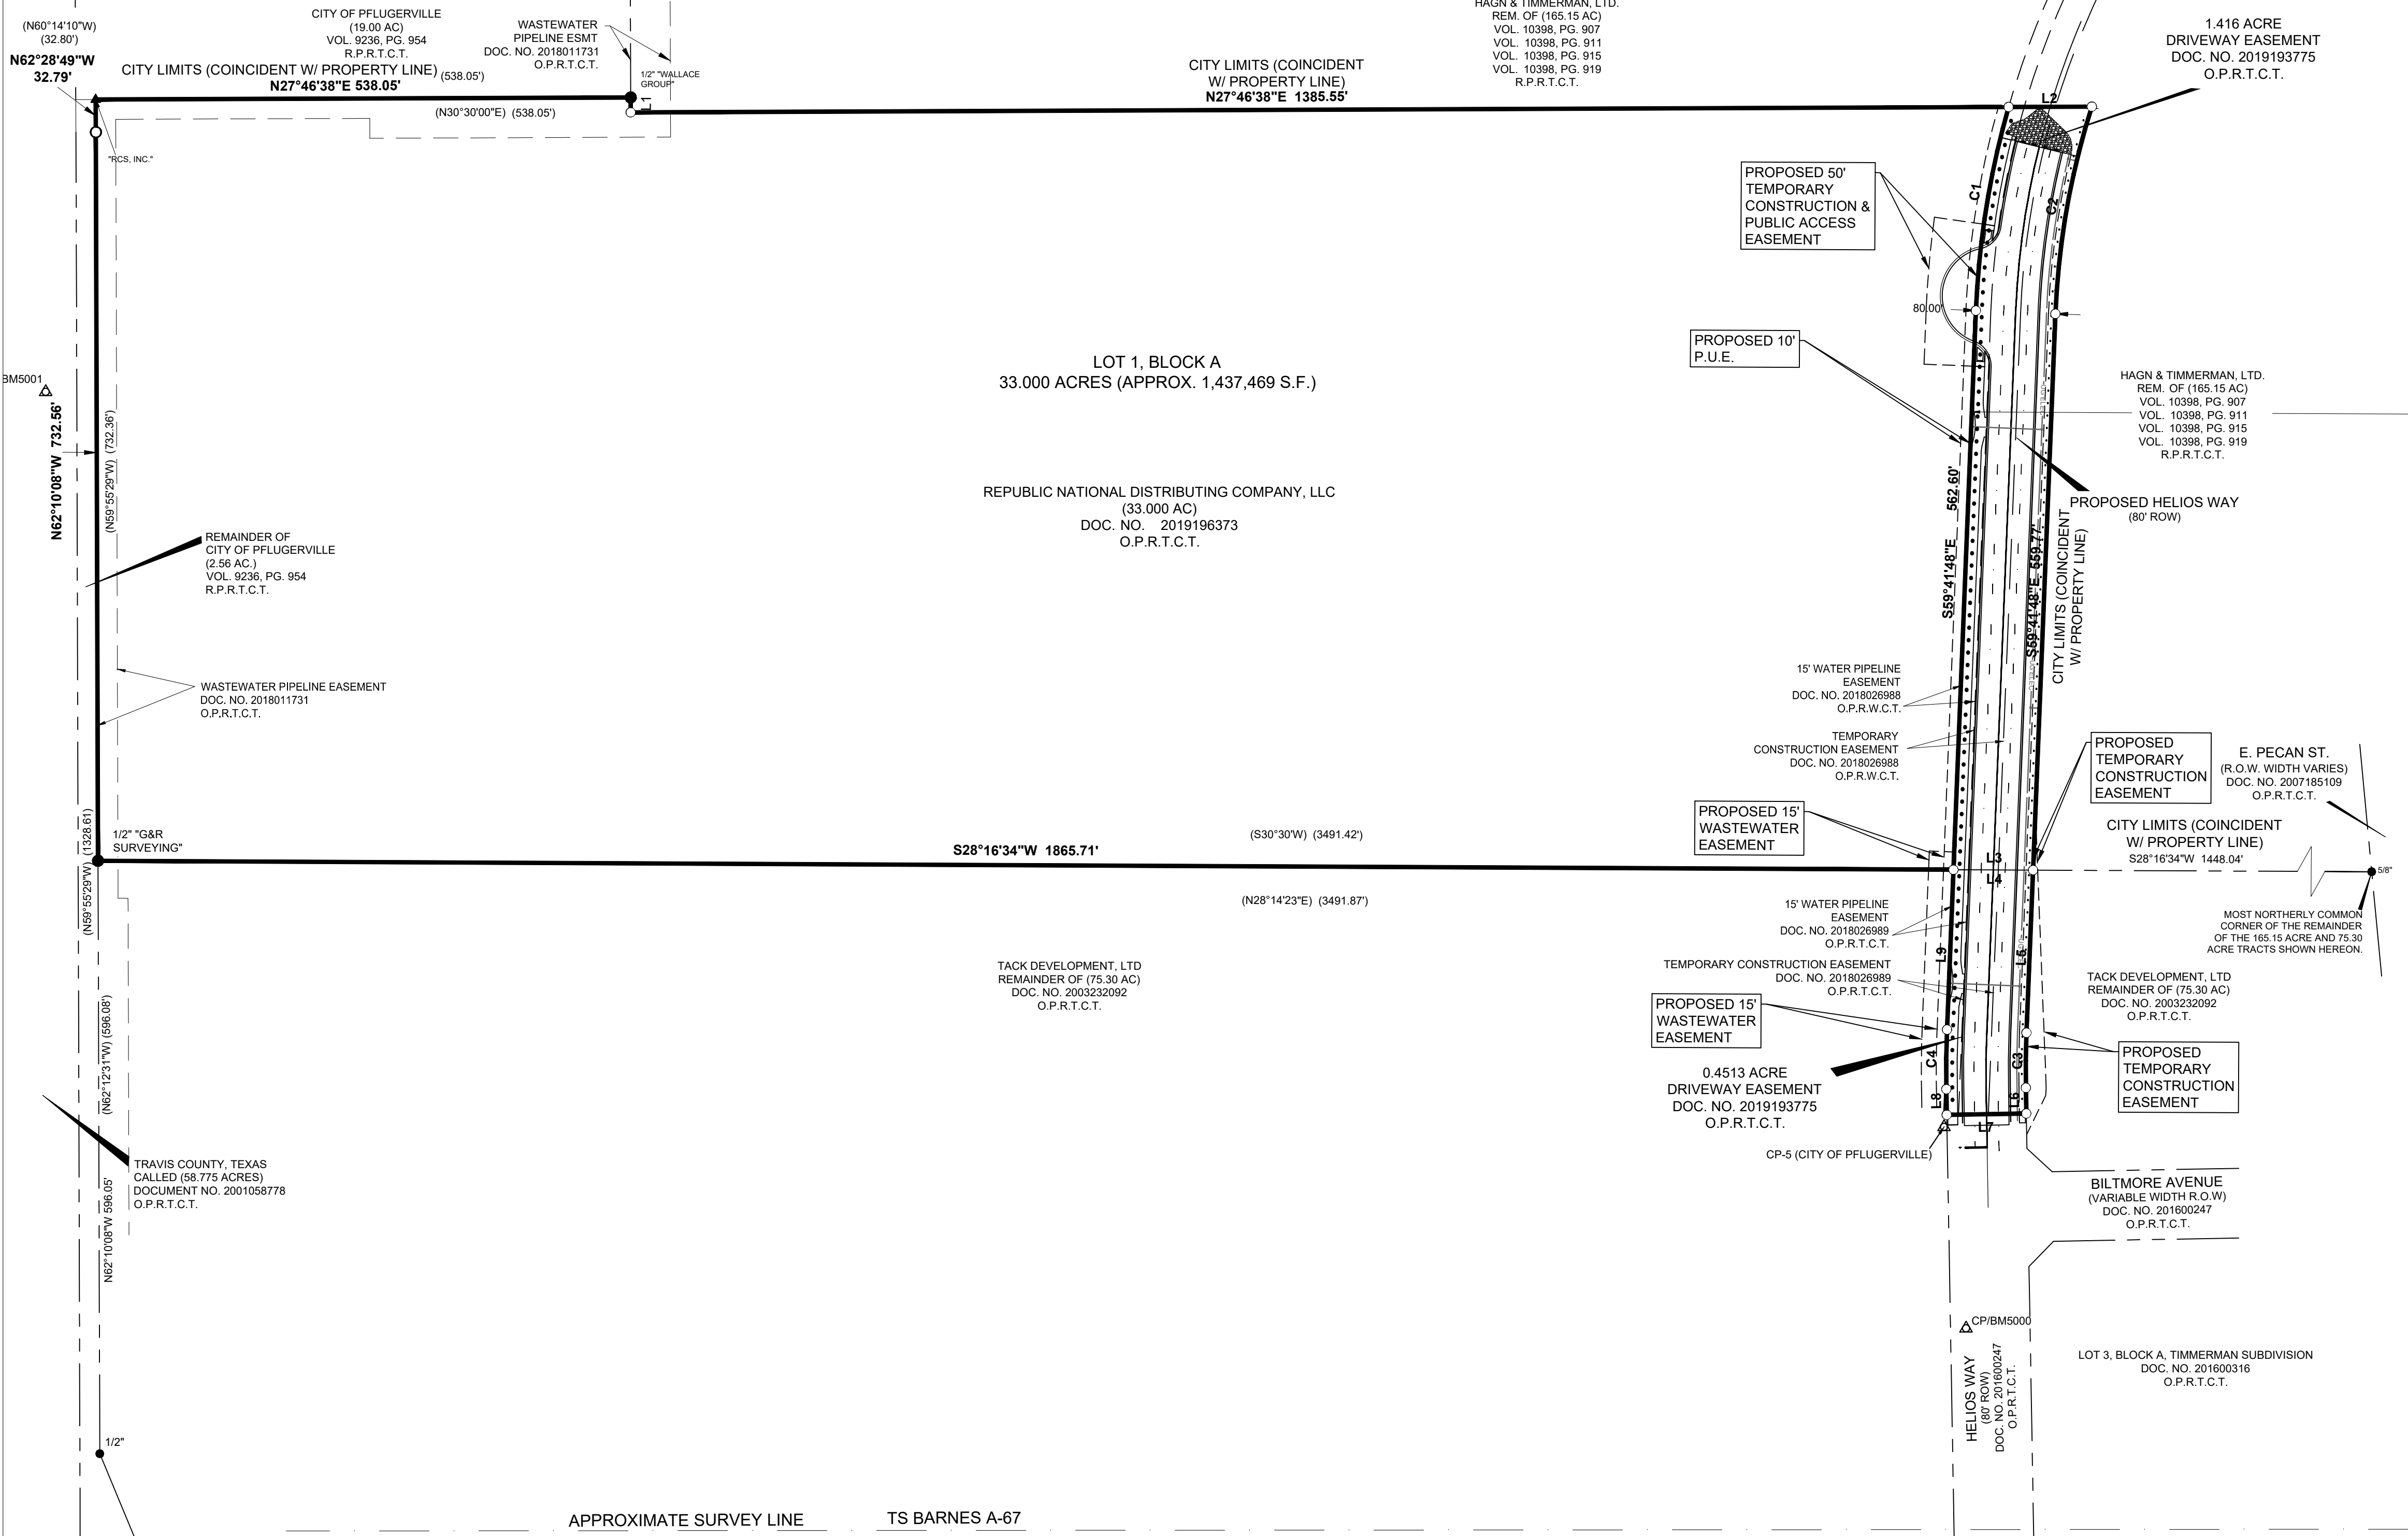 (N60°14'10"W)
(32.80')
N62°28'49"W
32.79'
CITY OF PFLUGERVILLE
(19.00 AC)
VOL. 9236, PG. 954
R.P.R.T.C.T.
CITY LIMITS (COINCIDENT W/ PROPERTY LINE)
(538.05')
N27°46'38"E 538.05'
(N30°30'00"E) (538.05')
WASTEWATER
PIPELINE ESMT
DOC. NO. 2018011731
O.P.R.T.C.T.
1/2" "WALLACE
GROUP"
L1
"RCS, INC."
HAGN & TIMMERMAN, LTD.
REM. OF (165.15 AC)
VOL. 10398, PG. 907
VOL. 10398, PG. 911
VOL. 10398, PG. 915
VOL. 10398, PG. 919
R.P.R.T.C.T.
CITY LIMITS (COINCIDENT
W/ PROPERTY LINE)
N27°46'38"E 1385.55'
1.416 ACRE
DRIVEWAY EASEMENT
DOC. NO. 2019193775
O.P.R.T.C.T.
L2
C1
C2
PROPOSED 50'
TEMPORARY
CONSTRUCTION &
PUBLIC ACCESS
EASEMENT
80.00'
PROPOSED 10'
P.U.E.
LOT 1, BLOCK A
33.000 ACRES (APPROX. 1,437,469 S.F.)
REPUBLIC NATIONAL DISTRIBUTING COMPANY, LLC
(33.000 AC)
DOC. NO. 2019196373
O.P.R.T.C.T.
HAGN & TIMMERMAN, LTD.
REM. OF (165.15 AC)
VOL. 10398, PG. 907
VOL. 10398, PG. 911
VOL. 10398, PG. 915
VOL. 10398, PG. 919
R.P.R.T.C.T.
PROPOSED HELIOS WAY
(80' ROW)
BM5001
N62°10'08"W 732.56'
(N59°55'29"W) (732.36')
REMAINDER OF
CITY OF PFLUGERVILLE
(2.56 AC.)
VOL. 9236, PG. 954
R.P.R.T.C.T.
WASTEWATER PIPELINE EASEMENT
DOC. NO. 2018011731
O.P.R.T.C.T.
S59°41'48"E 562.60'
S59°41'48"E 559.77'
CITY LIMITS (COINCIDENT
W/ PROPERTY LINE)
15' WATER PIPELINE
EASEMENT
DOC. NO. 2018026988
O.P.R.W.C.T.
TEMPORARY
CONSTRUCTION EASEMENT
DOC. NO. 2018026988
O.P.R.W.C.T.
PROPOSED
TEMPORARY
CONSTRUCTION
EASEMENT
E. PECAN ST.
(R.O.W. WIDTH VARIES)
DOC. NO. 2007185109
O.P.R.T.C.T.
PROPOSED 15'
WASTEWATER
EASEMENT
CITY LIMITS (COINCIDENT
W/ PROPERTY LINE)
S28°16'34"W 1448.04'
5/8"
1/2" "G&R
SURVEYING"
(N59°55'29"W) (1328.61)
S28°16'34"W 1865.71'
(S30°30'W) (3491.42')
(N28°14'23"E) (3491.87')
L3
L4
15' WATER PIPELINE
EASEMENT
DOC. NO. 2018026989
O.P.R.T.C.T.
TEMPORARY CONSTRUCTION EASEMENT
DOC. NO. 2018026989
O.P.R.T.C.T.
L9
L5
MOST NORTHERLY COMMON
CORNER OF THE REMAINDER
OF THE 165.15 ACRE AND 75.30
ACRE TRACTS SHOWN HEREON.
TACK DEVELOPMENT, LTD
REMAINDER OF (75.30 AC)
DOC. NO. 2003232092
O.P.R.T.C.T.
TACK DEVELOPMENT, LTD
REMAINDER OF (75.30 AC)
DOC. NO. 2003232092
O.P.R.T.C.T.
PROPOSED 15'
WASTEWATER
EASEMENT
0.4513 ACRE
DRIVEWAY EASEMENT
DOC. NO. 2019193775
O.P.R.T.C.T.
C4
C3
L8
L6
L7
PROPOSED
TEMPORARY
CONSTRUCTION
EASEMENT
CP-5 (CITY OF PFLUGERVILLE)
(N62°12'31"W) (596.08')
N62°10'08"W 596.05'
TRAVIS COUNTY, TEXAS
CALLED (58.775 ACRES)
DOCUMENT NO. 2001058778
O.P.R.T.C.T.
BILTMORE AVENUE
(VARIABLE WIDTH R.O.W)
DOC. NO. 201600247
O.P.R.T.C.T.
CP/BM5000
HELIOS WAY
(80' ROW)
DOC. NO. 201600247
O.P.R.T.C.T.
LOT 3, BLOCK A, TIMMERMAN SUBDIVISION
DOC. NO. 201600316
O.P.R.T.C.T.
1/2"
APPROXIMATE SURVEY LINE
TS BARNES A-67